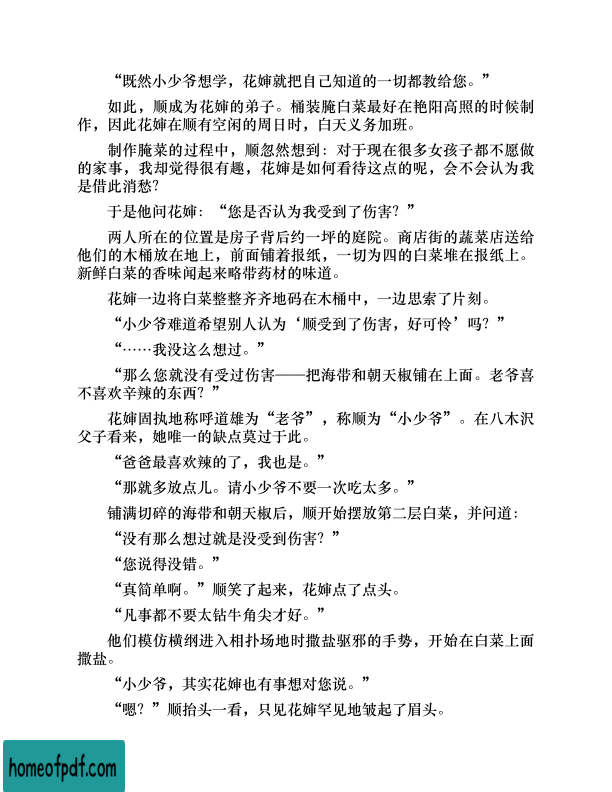 “既然小少爷想学，花婶就把自己知道的一切都教给您。”
如此，顺成为花婶的弟子。桶装腌白菜最好在艳阳高照的时候制
作，因此花婶在顺有空闲的周日时，白天义务加班。
制作腌菜的过程中，顺忽然想到：对于现在很多女孩子都不愿做
的家事，我却觉得很有趣，花婶是如何看待这点的呢，会不会认为我
是借此消愁？
于是他问花婶：“您是否认为我受到了伤害？”
两人所在的位置是房子背后约一坪的庭院。商店街的蔬菜店送给
他们的木桶放在地上，前面铺着报纸，一切为四的白菜堆在报纸上。
新鲜白菜的香味闻起来略带药材的味道。
花婶一边将白菜整整齐齐地码在木桶中，一边思索了片刻。
“小少爷难道希望别人认为‘顺受到了伤害，好可怜’吗？”
“……我没这么想过。”
“那么您就没有受过伤害——把海带和朝天椒铺在上面。老爷喜
不喜欢辛辣的东西？”
花婶固执地称呼道雄为“老爷”，称顺为“小少爷”。在八木沢
父子看来，她唯一的缺点莫过于此。
“爸爸最喜欢辣的了，我也是。”
“那就多放点儿。请小少爷不要一次吃太多。”
铺满切碎的海带和朝天椒后，顺开始摆放第二层白菜，并问道：
“没有那么想过就是没受到伤害？”
“您说得没错。”
“真简单啊。”顺笑了起来，花婶点了点头。
“凡事都不要太钻牛角尖才好。”
他们模仿横纲进入相扑场地时撒盐驱邪的手势，开始在白菜上面
撒盐。
“小少爷，其实花婶也有事想对您说。”
“嗯？”顺抬头一看，只见花婶罕见地皱起了眉头。
homeofpdf.com